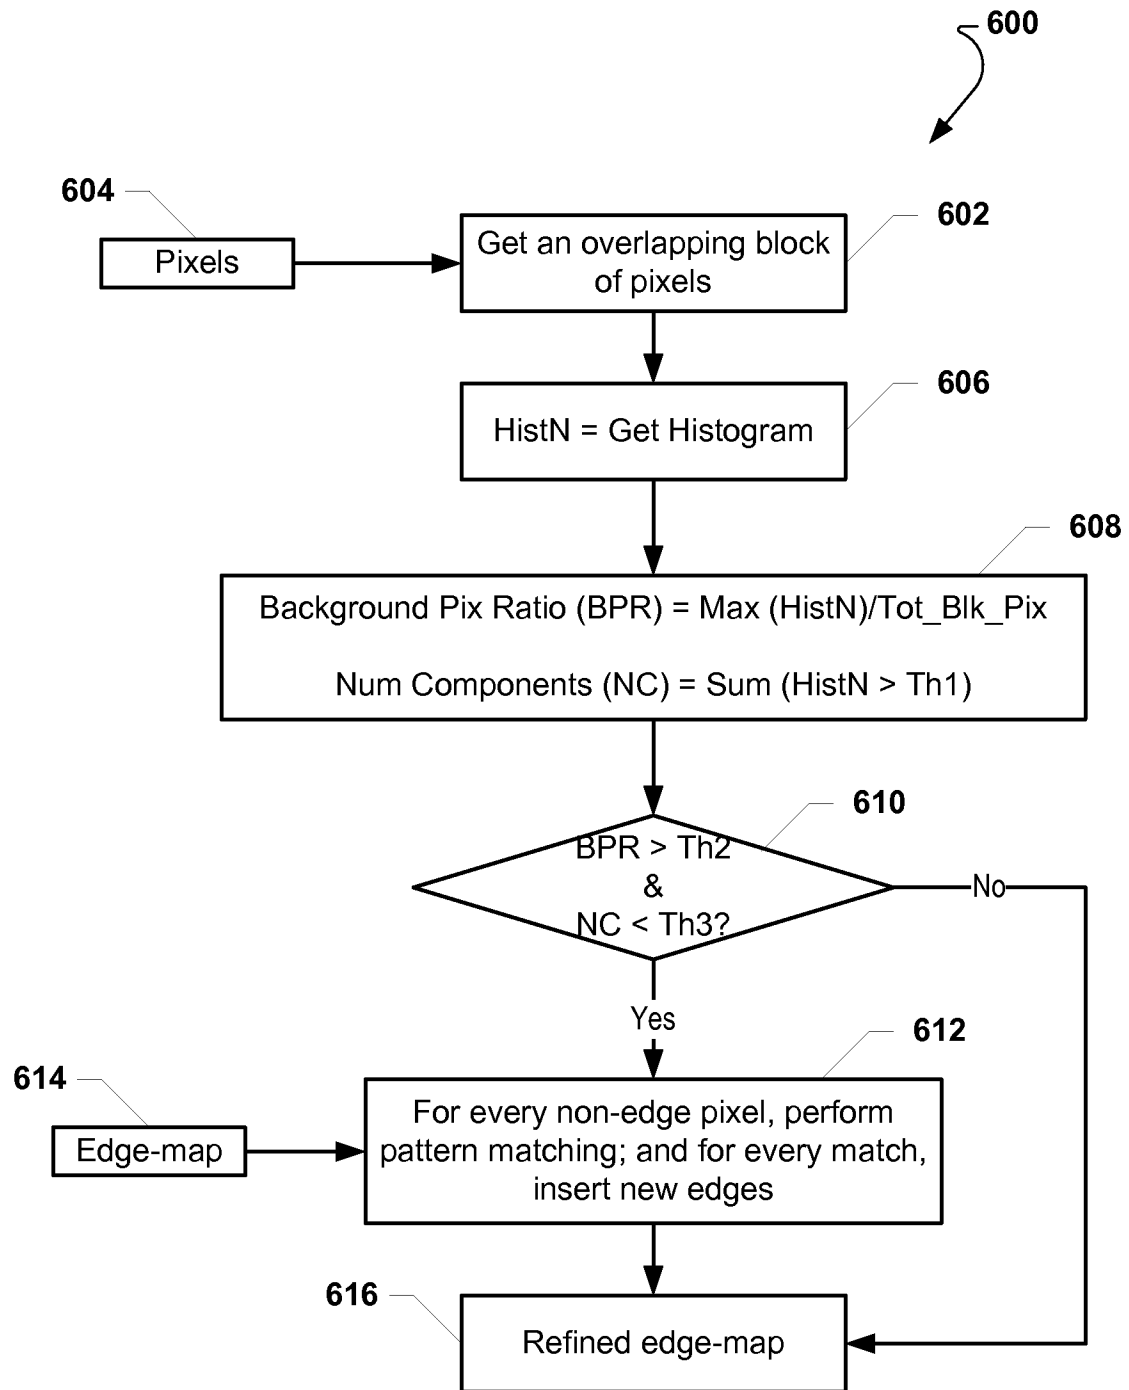 600
604
602
Pixels
Get an overlapping block
of pixels
606
HistN = Get Histogram
608
Background Pix Ratio (BPR) = Max (HistN)/Tot_Blk_Pix
Num Components (NC) = Sum (HistN > Th1)
610
BPR > Th2
&
NC < Th3?
No
Yes
612
614
For every non-edge pixel, perform
pattern matching; and for every match,
insert new edges
Edge-map
616
Refined edge-map